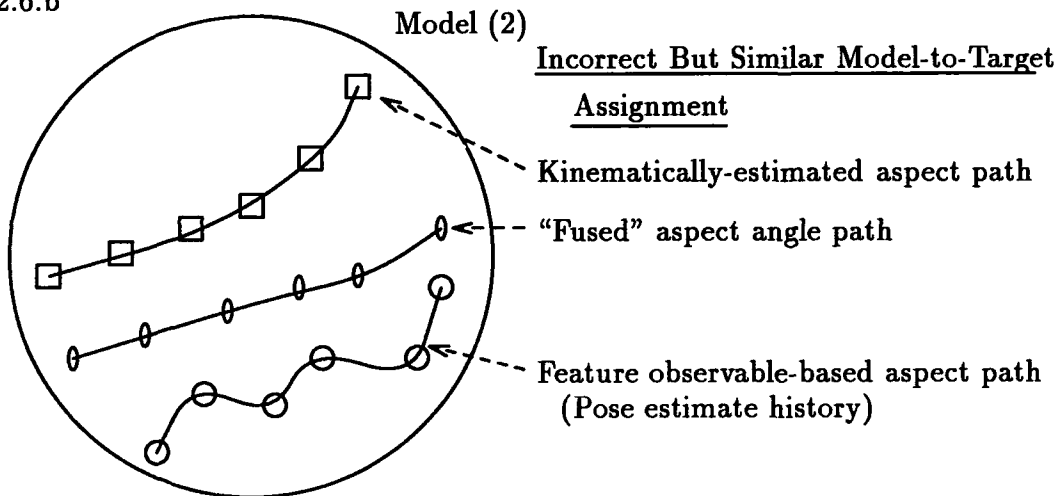 2.6.b
Model (2)
Incorrect But Similar Model-to-Target
Assignment
Kinematically-estimated aspect path
“Fused” aspect angle path
Feature observable-based aspect path
(Pose estimate history)